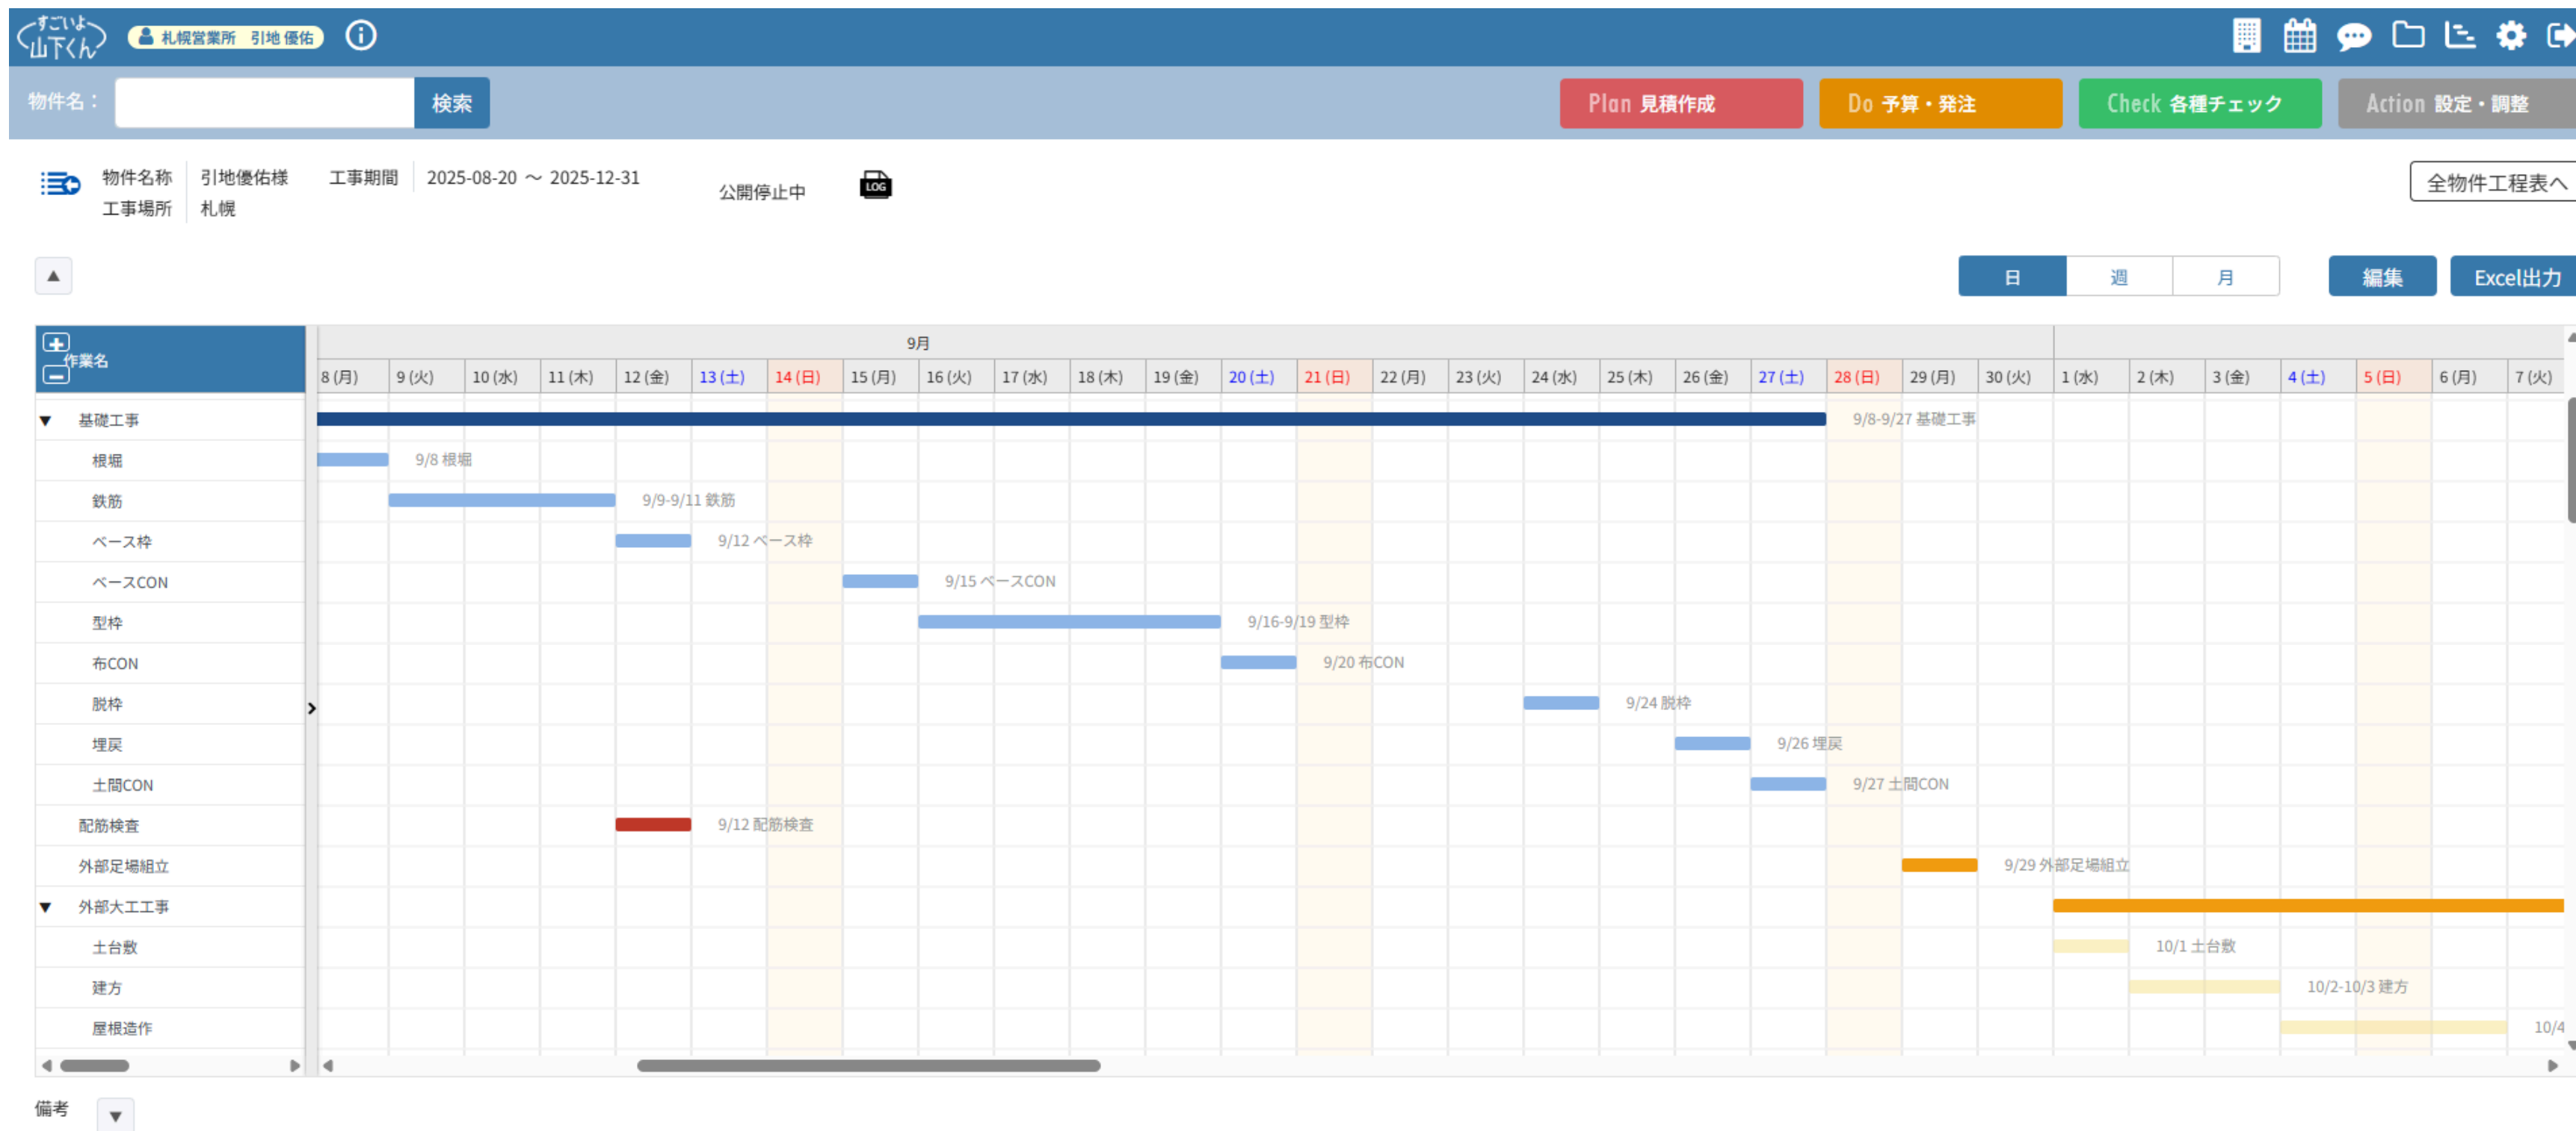 すごいよ
山下くん
札幌営業所 引地 優佑
物件名： 検索 Plan 見積作成 Do 予算・発注 Check 各種チェック Action 設定・調整
物件名称 引地優佑様 工事期間 2025-08-20 ～ 2025-12-31
工事場所 札幌
公開停止中 LOG
全物件工程表へ
日 週 月 編集 Excel出力
作業名
9月
8 (月) 9 (火) 10 (水) 11 (木) 12 (金) 13 (土) 14 (日) 15 (月) 16 (火) 17 (水) 18 (木) 19 (金) 20 (土) 21 (日) 22 (月) 23 (火) 24 (水) 25 (木) 26 (金) 27 (土) 28 (日) 29 (月) 30 (火) 1 (水) 2 (木) 3 (金) 4 (土) 5 (日) 6 (月) 7 (火)
基礎工事 9/8-9/27 基礎工事
根堀 9/8 根堀
鉄筋 9/9-9/11 鉄筋
ベース枠 9/12 ベース枠
ベースCON 9/15 ベースCON
型枠 9/16-9/19 型枠
布CON 9/20 布CON
脱枠 9/24 脱枠
埋戻 9/26 埋戻
土間CON 9/27 土間CON
配筋検査 9/12 配筋検査
外部足場組立 9/29 外部足場組立
外部大工工事
土台敷 10/1 土台敷
建方 10/2-10/3 建方
屋根造作 10/4
備考